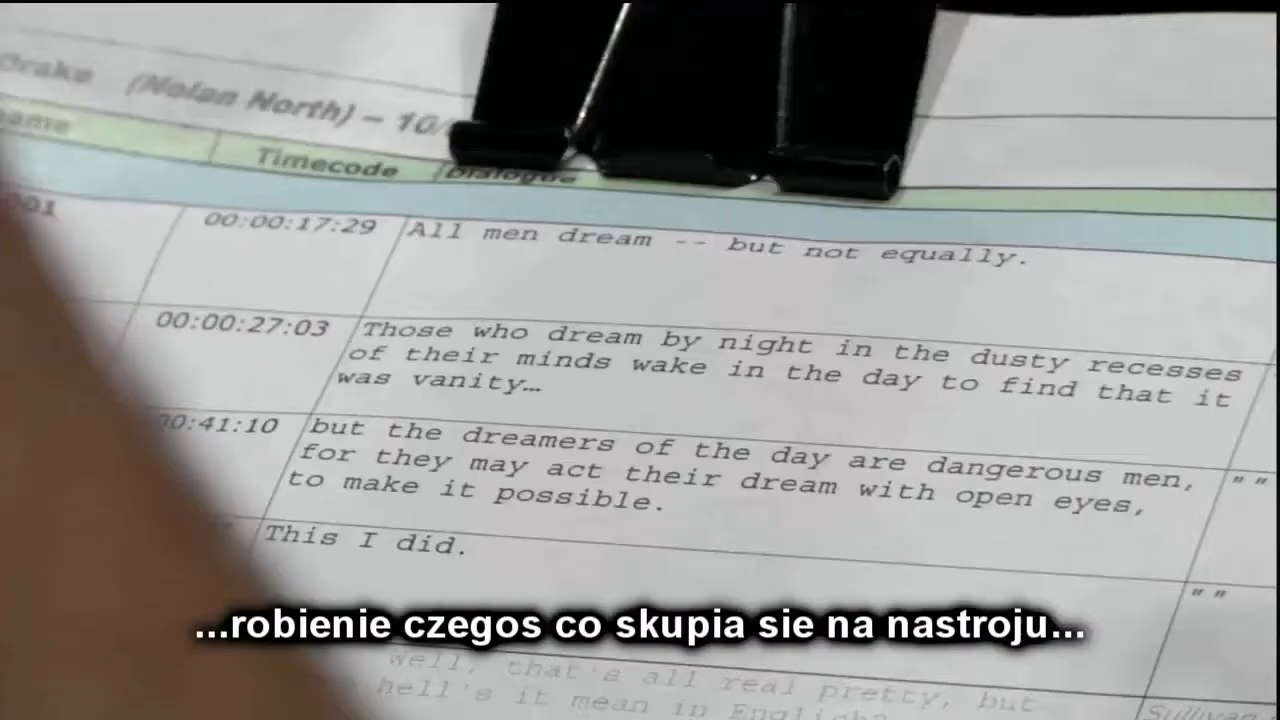 Drake (Nolan North) – 10/
name Timecode Dialogue
001 00:00:17:29 All men dream -- but not equally.
00:00:27:03 Those who dream by night in the dusty recesses
of their minds wake in the day to find that it
was vanity…
00:41:10 but the dreamers of the day are dangerous men,
for they may act their dream with open eyes,
to make it possible.
" "
This I did.
" "
...robienie czegos co skupia sie na nastroju...
Well, that's all real pretty, but
hell's it mean in English?
Sullivan